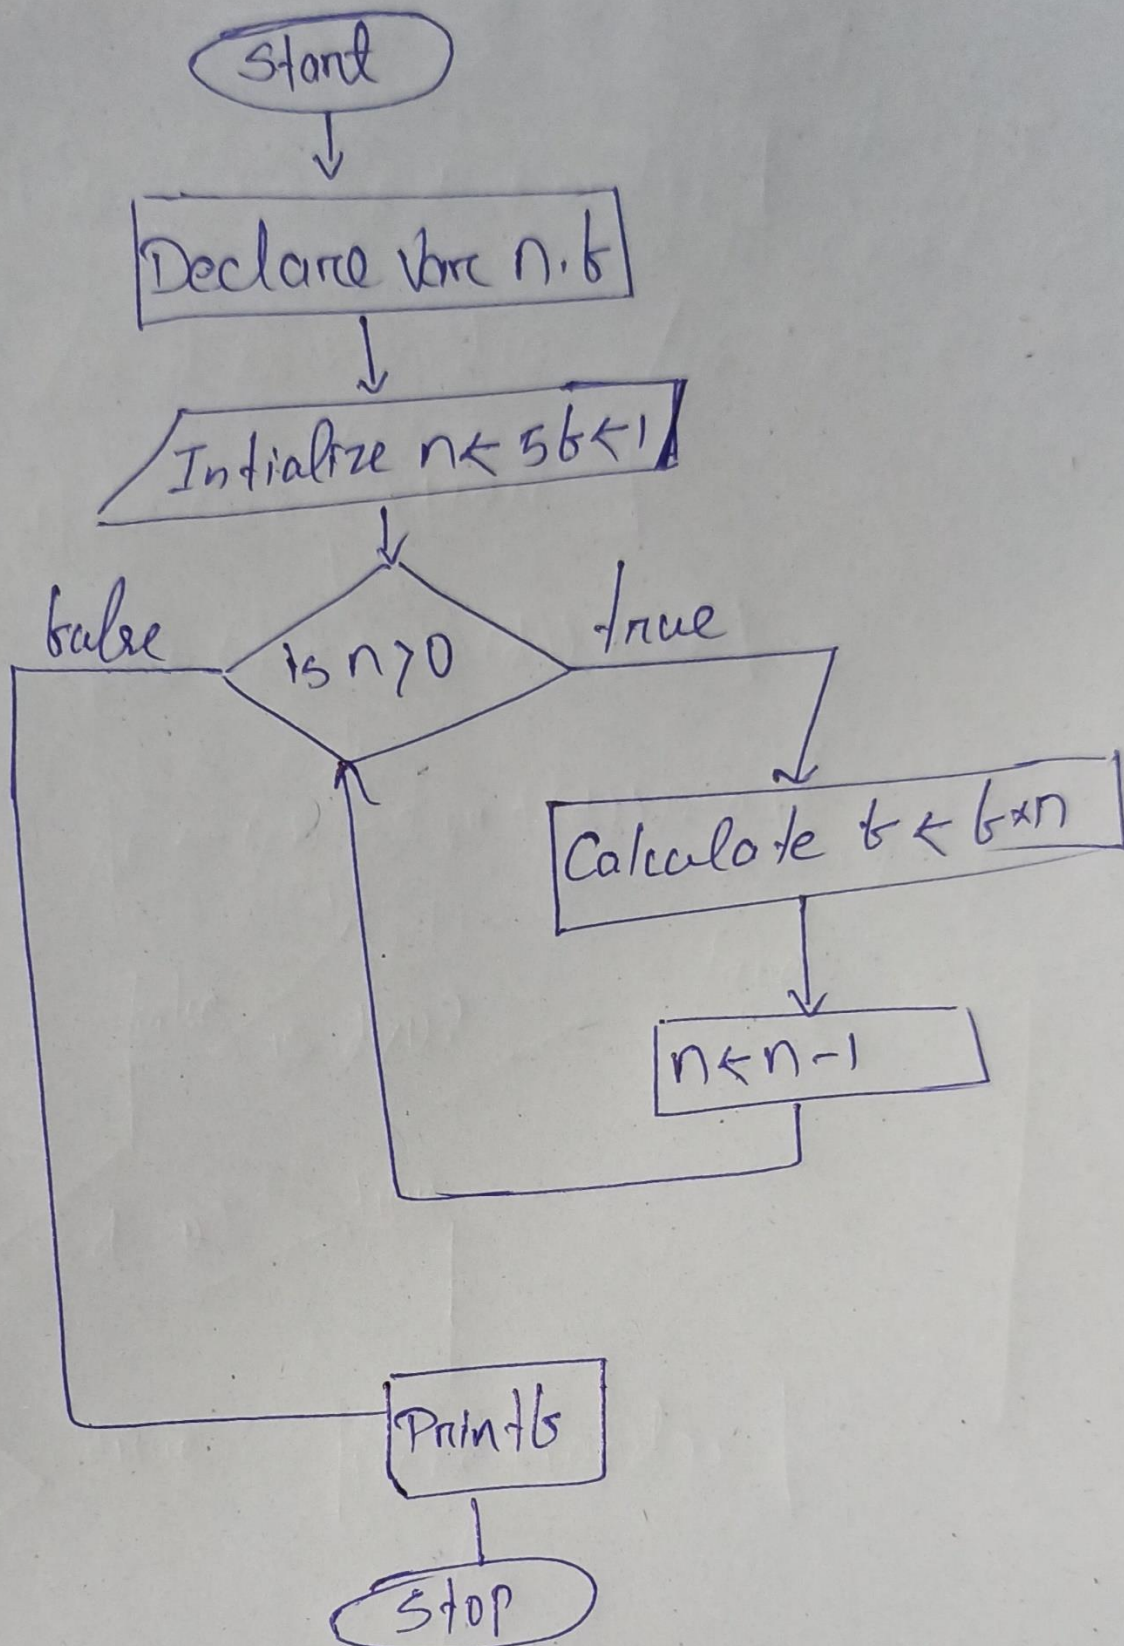 Start
Declare Var n, f
Intialize n ← 5 f ← 1
false
is n > 0
true
Calculate f ← f × n
n ← n - 1
Print f
Stop